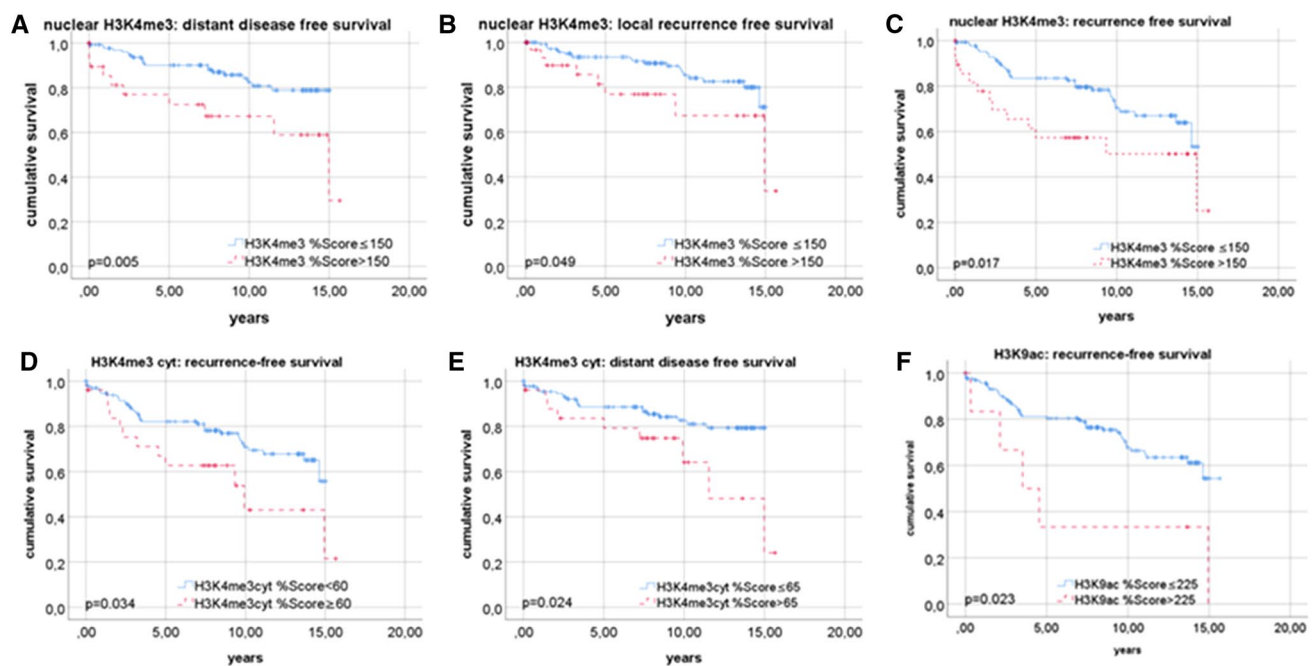 A nuclear H3K4me3: distant disease free survival
cumulative survival
1,0
0,8
0,6
0,4
0,2
0,0
H3K4me3 %Score≤150
H3K4me3 %Score>150
p=0.005
,00 5,00 10,00 15,00 20,00
years
B nuclear H3K4me3: local recurrence free survival
cumulative survival
1,0
0,8
0,6
0,4
0,2
0,0
H3K4me3 %Score ≤150
H3K4me3 %Score >150
p=0.049
,00 5,00 10,00 15,00 20,00
years
C nuclear H3K4me3: recurrence free survival
cumulative survival
1,0
0,8
0,6
0,4
0,2
0,0
H3K4me3 %Score ≤150
H3K4me3 %Score >150
p=0.017
,00 5,00 10,00 15,00 20,00
years
D H3K4me3 cyt: recurrence-free survival
cumulative survival
1,0
0,8
0,6
0,4
0,2
0,0
H3K4me3cyt %Score<60
H3K4me3cyt %Score≥60
p=0.034
,00 5,00 10,00 15,00 20,00
years
E H3K4me3 cyt: distant disease free survival
cumulative survival
1,0
0,8
0,6
0,4
0,2
0,0
H3K4me3cyt %Score≤65
H3K4me3cyt %Score>65
p=0.024
,00 5,00 10,00 15,00 20,00
years
F H3K9ac: recurrence-free survival
cumulative survival
1,0
0,8
0,6
0,4
0,2
0,0
H3K9ac %Score≤225
H3K9ac %Score>225
p=0.023
,00 5,00 10,00 15,00 20,00
years